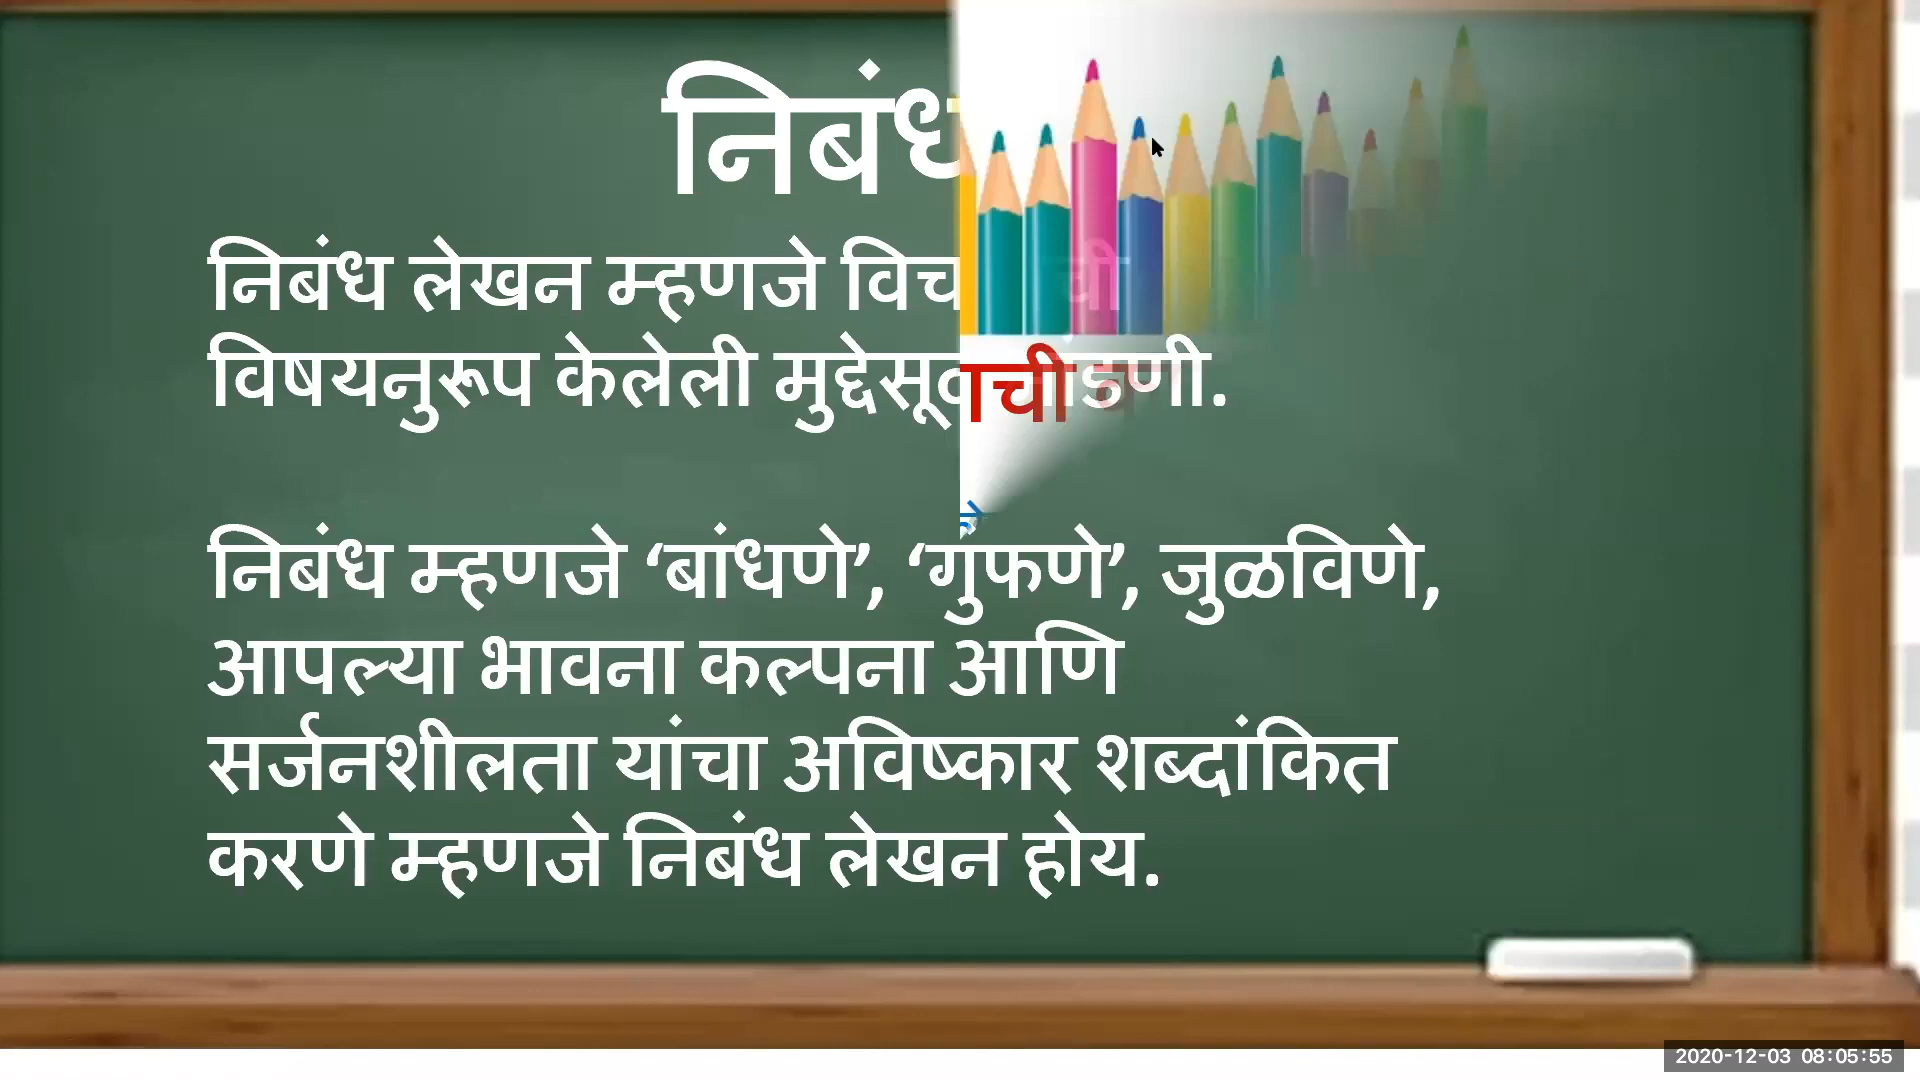 निबंध
निबंध लेखन म्हणजे
विषयनुरूप केलेली
ची
निबंध म्हणजे ‘बांधणे’, ‘गुंफणे’, जुळविणे,
आपल्या भावना कल्पना आणि
सर्जनशीलता यांचा अविष्कार शब्दांकित
करणे म्हणजे निबंध लेखन होय.
2020-12-03 08:05:55